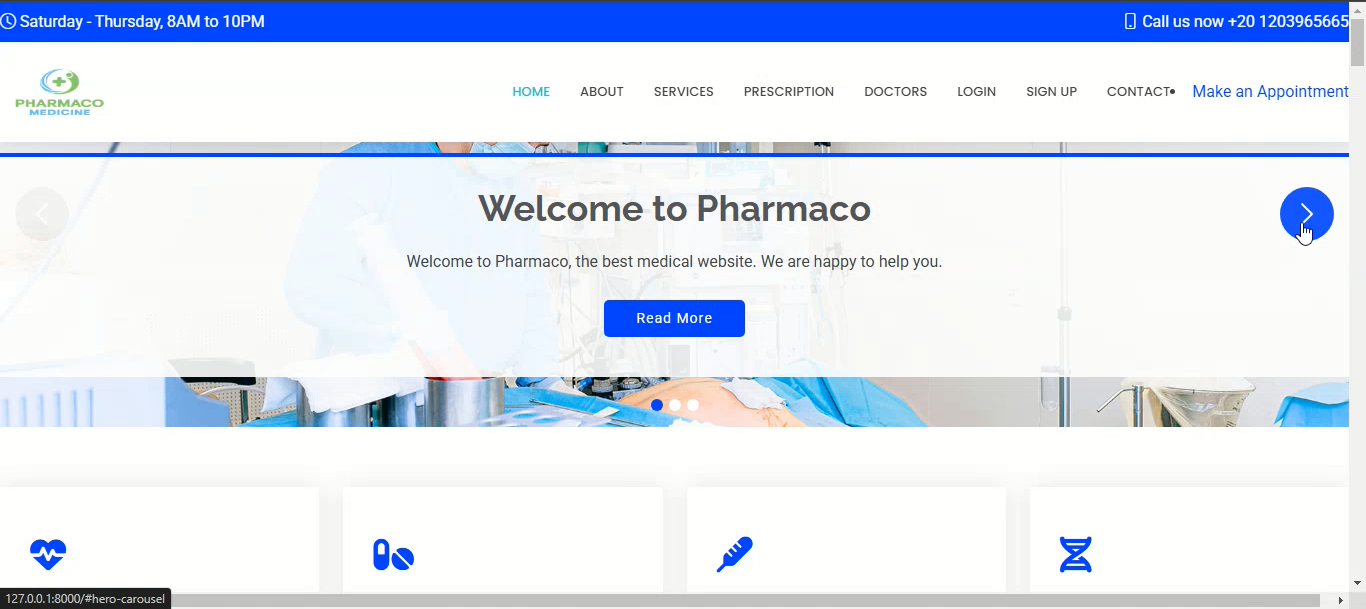 Saturday - Thursday, 8AM to 10PM
Call us now +20 1203965665
PHARMACO
MEDICINE
HOME ABOUT SERVICES PRESCRIPTION DOCTORS LOGIN SIGN UP CONTACT • Make an Appointment
Welcome to Pharmaco
Welcome to Pharmaco, the best medical website. We are happy to help you.
Read More
127.0.0.1:8000/#hero-carousel